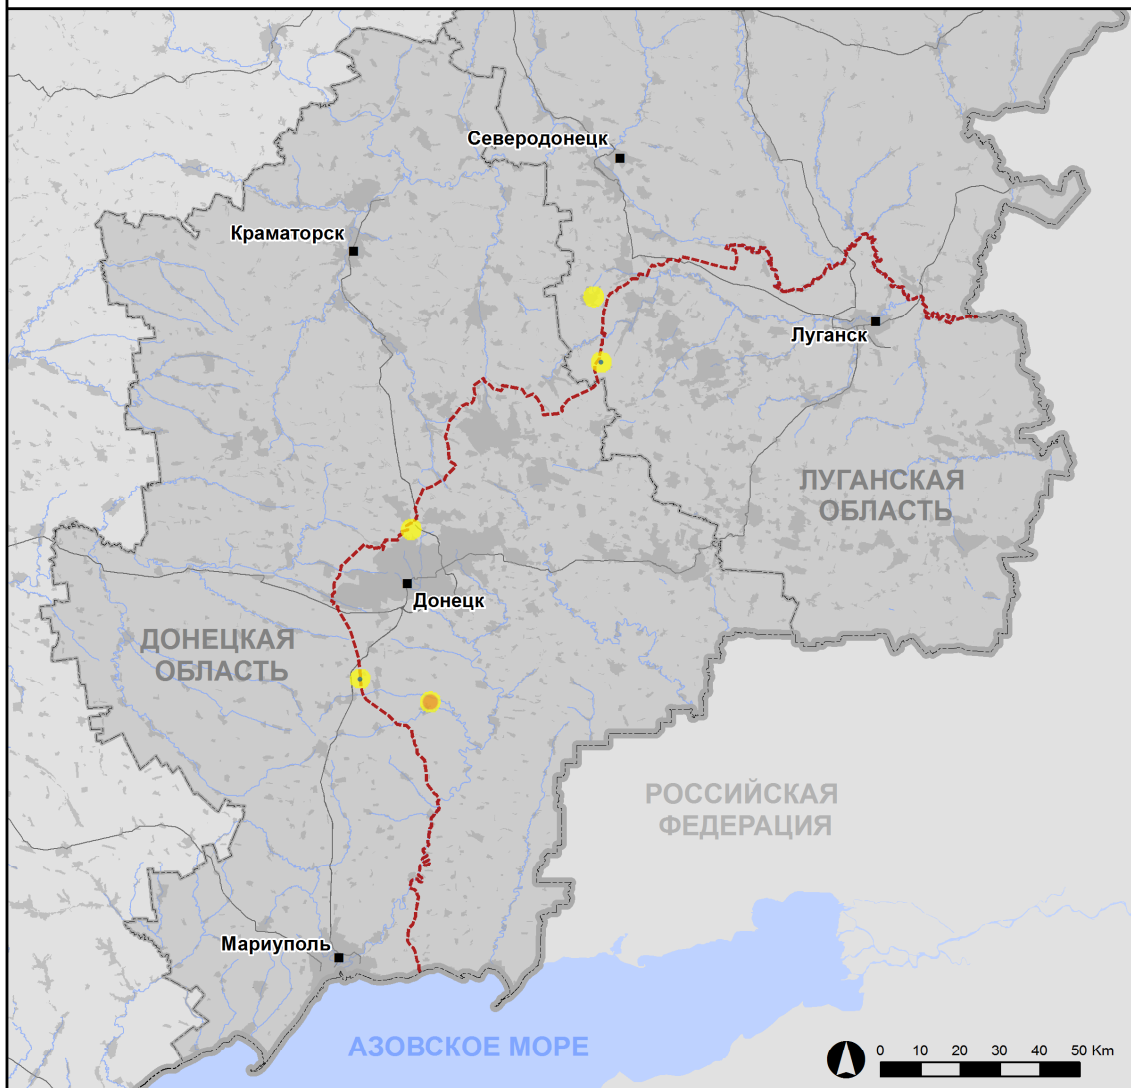 Северодонецк
Краматорск
Луганск
ЛУГАНСКАЯ
ОБЛАСТЬ
Донецк
ДОНЕЦКАЯ
ОБЛАСТЬ
РОССИЙСКАЯ
ФЕДЕРАЦИЯ
Мариуполь
АЗОВСКОЕ МОРЕ
0 10 20 30 40 50 Km